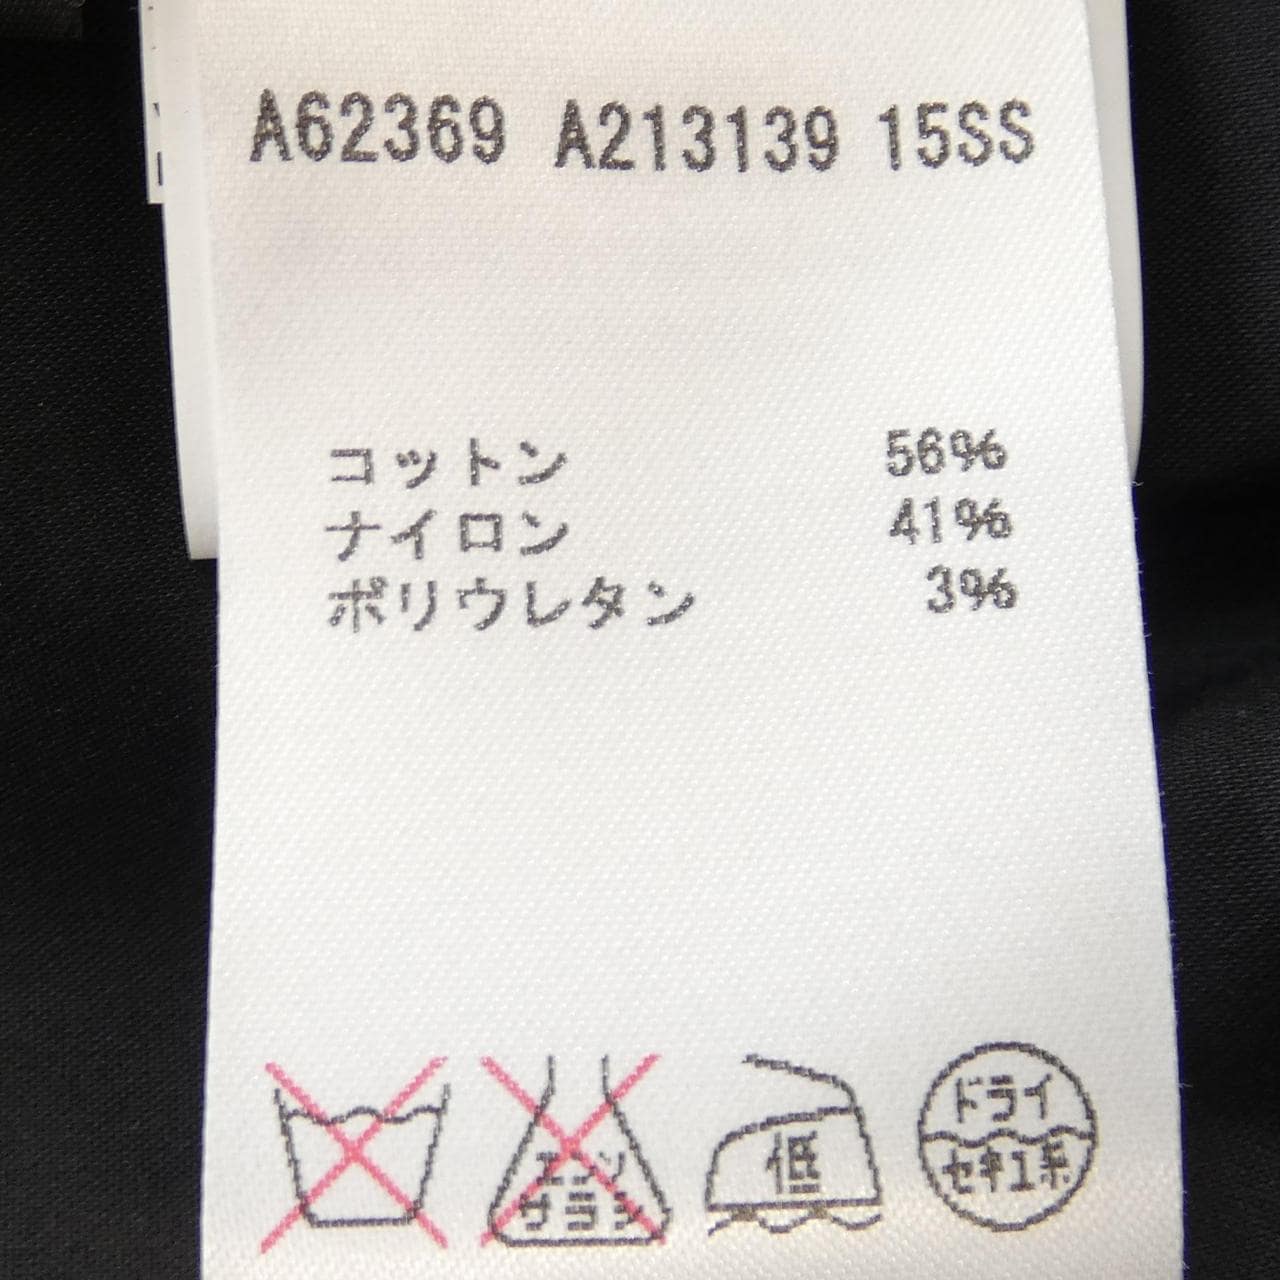 A62369 A213139 15SS
コットン 56%
ナイロン 41%
ポリウレタン 3%
エンソ
サラシ
低
ドライ
セキユ系